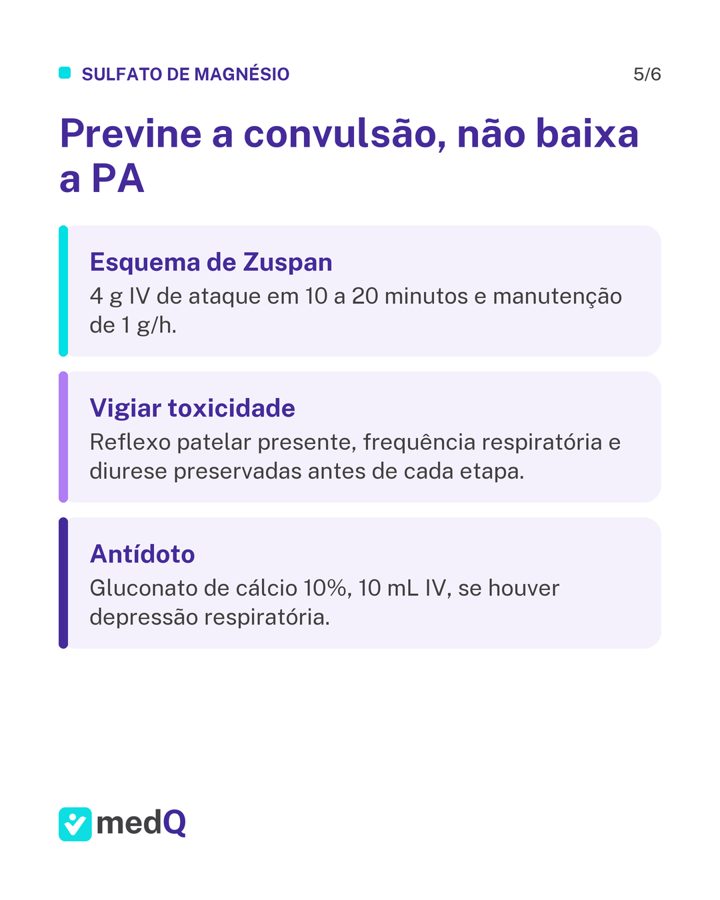 SULFATO DE MAGNÉSIO
5/6
Previne a convulsão, não baixa
a PA
Esquema de Zuspan
4 g IV de ataque em 10 a 20 minutos e manutenção
de 1 g/h.
Vigiar toxicidade
Reflexo patelar presente, frequência respiratória e
diurese preservadas antes de cada etapa.
Antídoto
Gluconato de cálcio 10%, 10 mL IV, se houver
depressão respiratória.
medQ